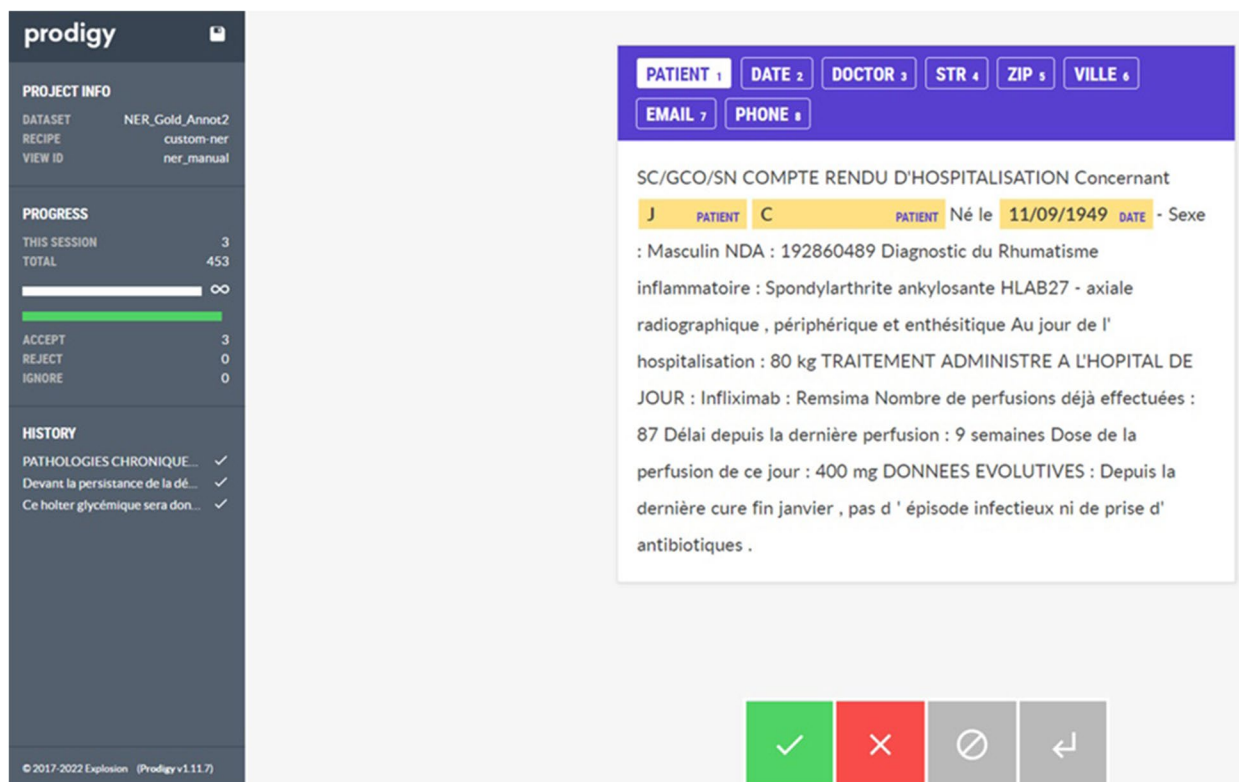 prodigy
PROJECT INFO
DATASET NER_Gold_Annot2
RECIPE custom-ner
VIEW ID ner_manual
PROGRESS
THIS SESSION 3
TOTAL 453
∞
ACCEPT 3
REJECT 0
IGNORE 0
HISTORY
PATHOLOGIES CHRONIQUE...
Devant la persistance de la dé...
Ce holter glycémique sera don...
© 2017-2022 Explosion (Prodigy v1.11.7)
PATIENT 1 DATE 2 DOCTOR 3 STR 4 ZIP 5 VILLE 6
EMAIL 7 PHONE 8
SC/GCO/SN COMPTE RENDU D'HOSPITALISATION Concernant
J PATIENT C PATIENT Né le 11/09/1949 DATE - Sexe
: Masculin NDA : 192860489 Diagnostic du Rhumatisme
inflammatoire : Spondylarthrite ankylosante HLAB27 - axiale
radiographique , périphérique et enthésitique Au jour de l'
hospitalisation : 80 kg TRAITEMENT ADMINISTRE A L'HOPITAL DE
JOUR : Infliximab : Remsima Nombre de perfusions déjà effectuées :
87 Délai depuis la dernière perfusion : 9 semaines Dose de la
perfusion de ce jour : 400 mg DONNEES EVOLUTIVES : Depuis la
dernière cure fin janvier , pas d ' épisode infectieux ni de prise d'
antibiotiques .